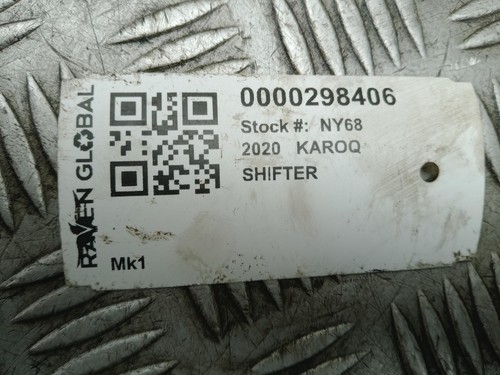 RAVEN GLOBAL
0000298406
Stock #: NY68
2020 KAROQ
SHIFTER
Mk1